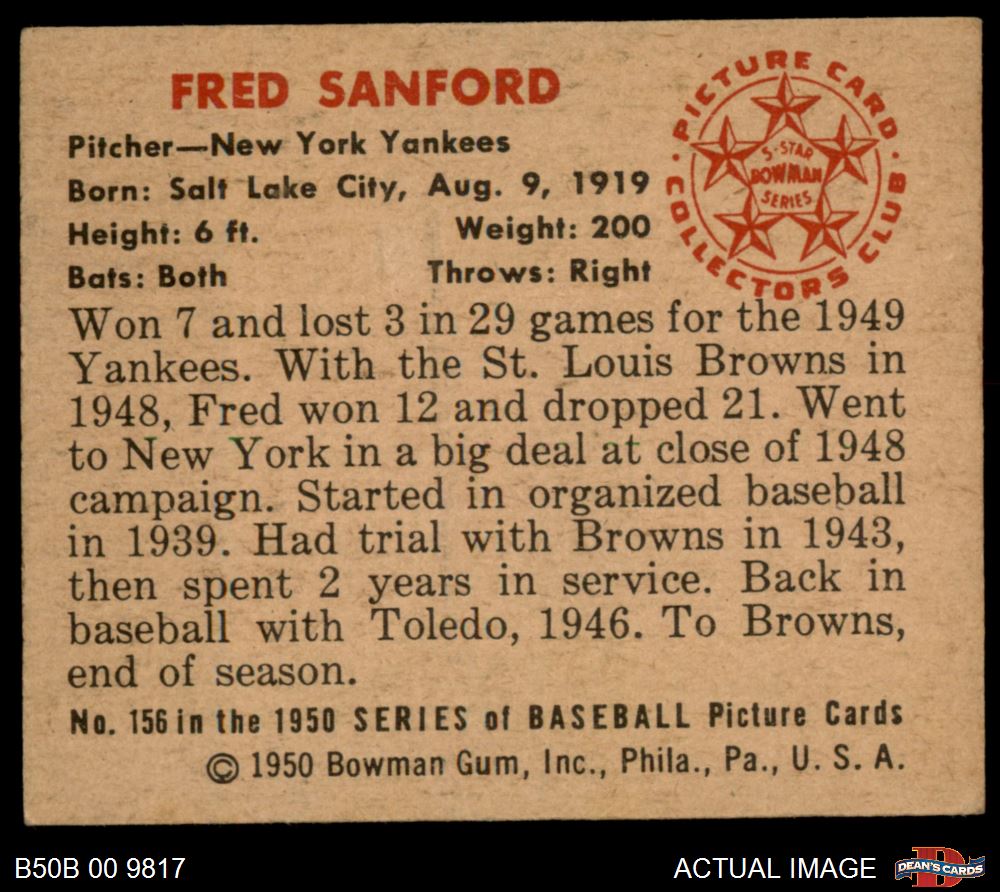 FRED SANFORD
Pitcher—New York Yankees
Born: Salt Lake City, Aug. 9, 1919
Height: 6 ft. Weight: 200
Bats: Both Throws: Right
PICTURE CARD COLLECTORS CLUB
5-STAR
BOWMAN
SERIES
Won 7 and lost 3 in 29 games for the 1949
Yankees. With the St. Louis Browns in
1948, Fred won 12 and dropped 21. Went
to New York in a big deal at close of 1948
campaign. Started in organized baseball
in 1939. Had trial with Browns in 1943,
then spent 2 years in service. Back in
baseball with Toledo, 1946. To Browns,
end of season.
No. 156 in the 1950 SERIES of BASEBALL Picture Cards
© 1950 Bowman Gum, Inc., Phila., Pa., U. S. A.
B50B 00 9817
ACTUAL IMAGE
D
DEAN'S CARDS